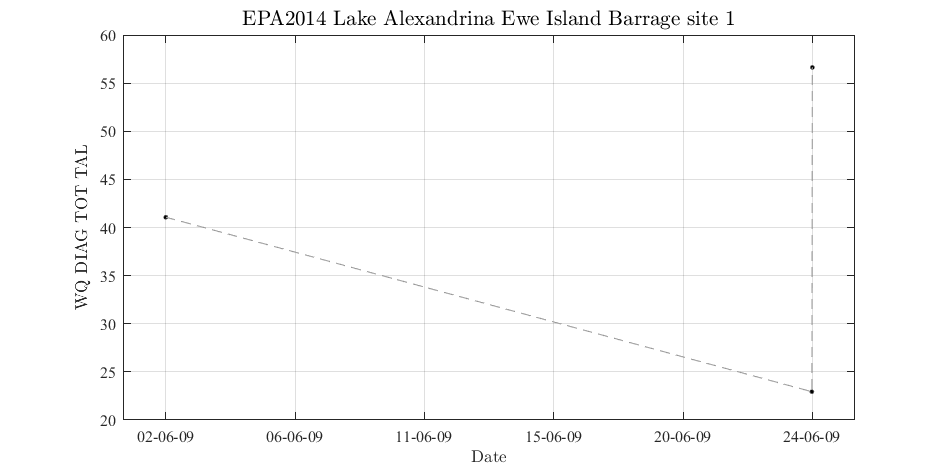 EPA2014 Lake Alexandrina Ewe Island Barrage site 1
WQ DIAG TOT TAL
60
55
50
45
40
35
30
25
20
02-06-09 06-06-09 11-06-09 15-06-09 20-06-09 24-06-09
Date